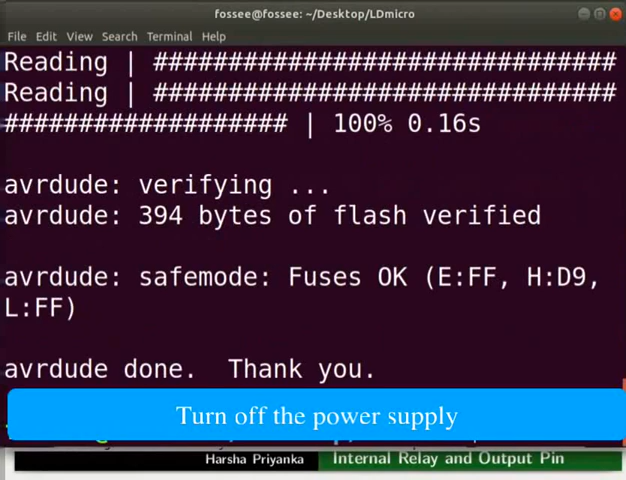 fossee@fossee: ~/Desktop/LDmicro
File Edit View Search Terminal Help
Reading | ###############################
Reading | ###############################
################### | 100% 0.16s
avrdude: verifying ...
avrdude: 394 bytes of flash verified
avrdude: safemode: Fuses OK (E:FF, H:D9,
L:FF)
avrdude done.  Thank you.
Turn off the power supply
Harsha Priyanka
Internal Relay and Output Pin